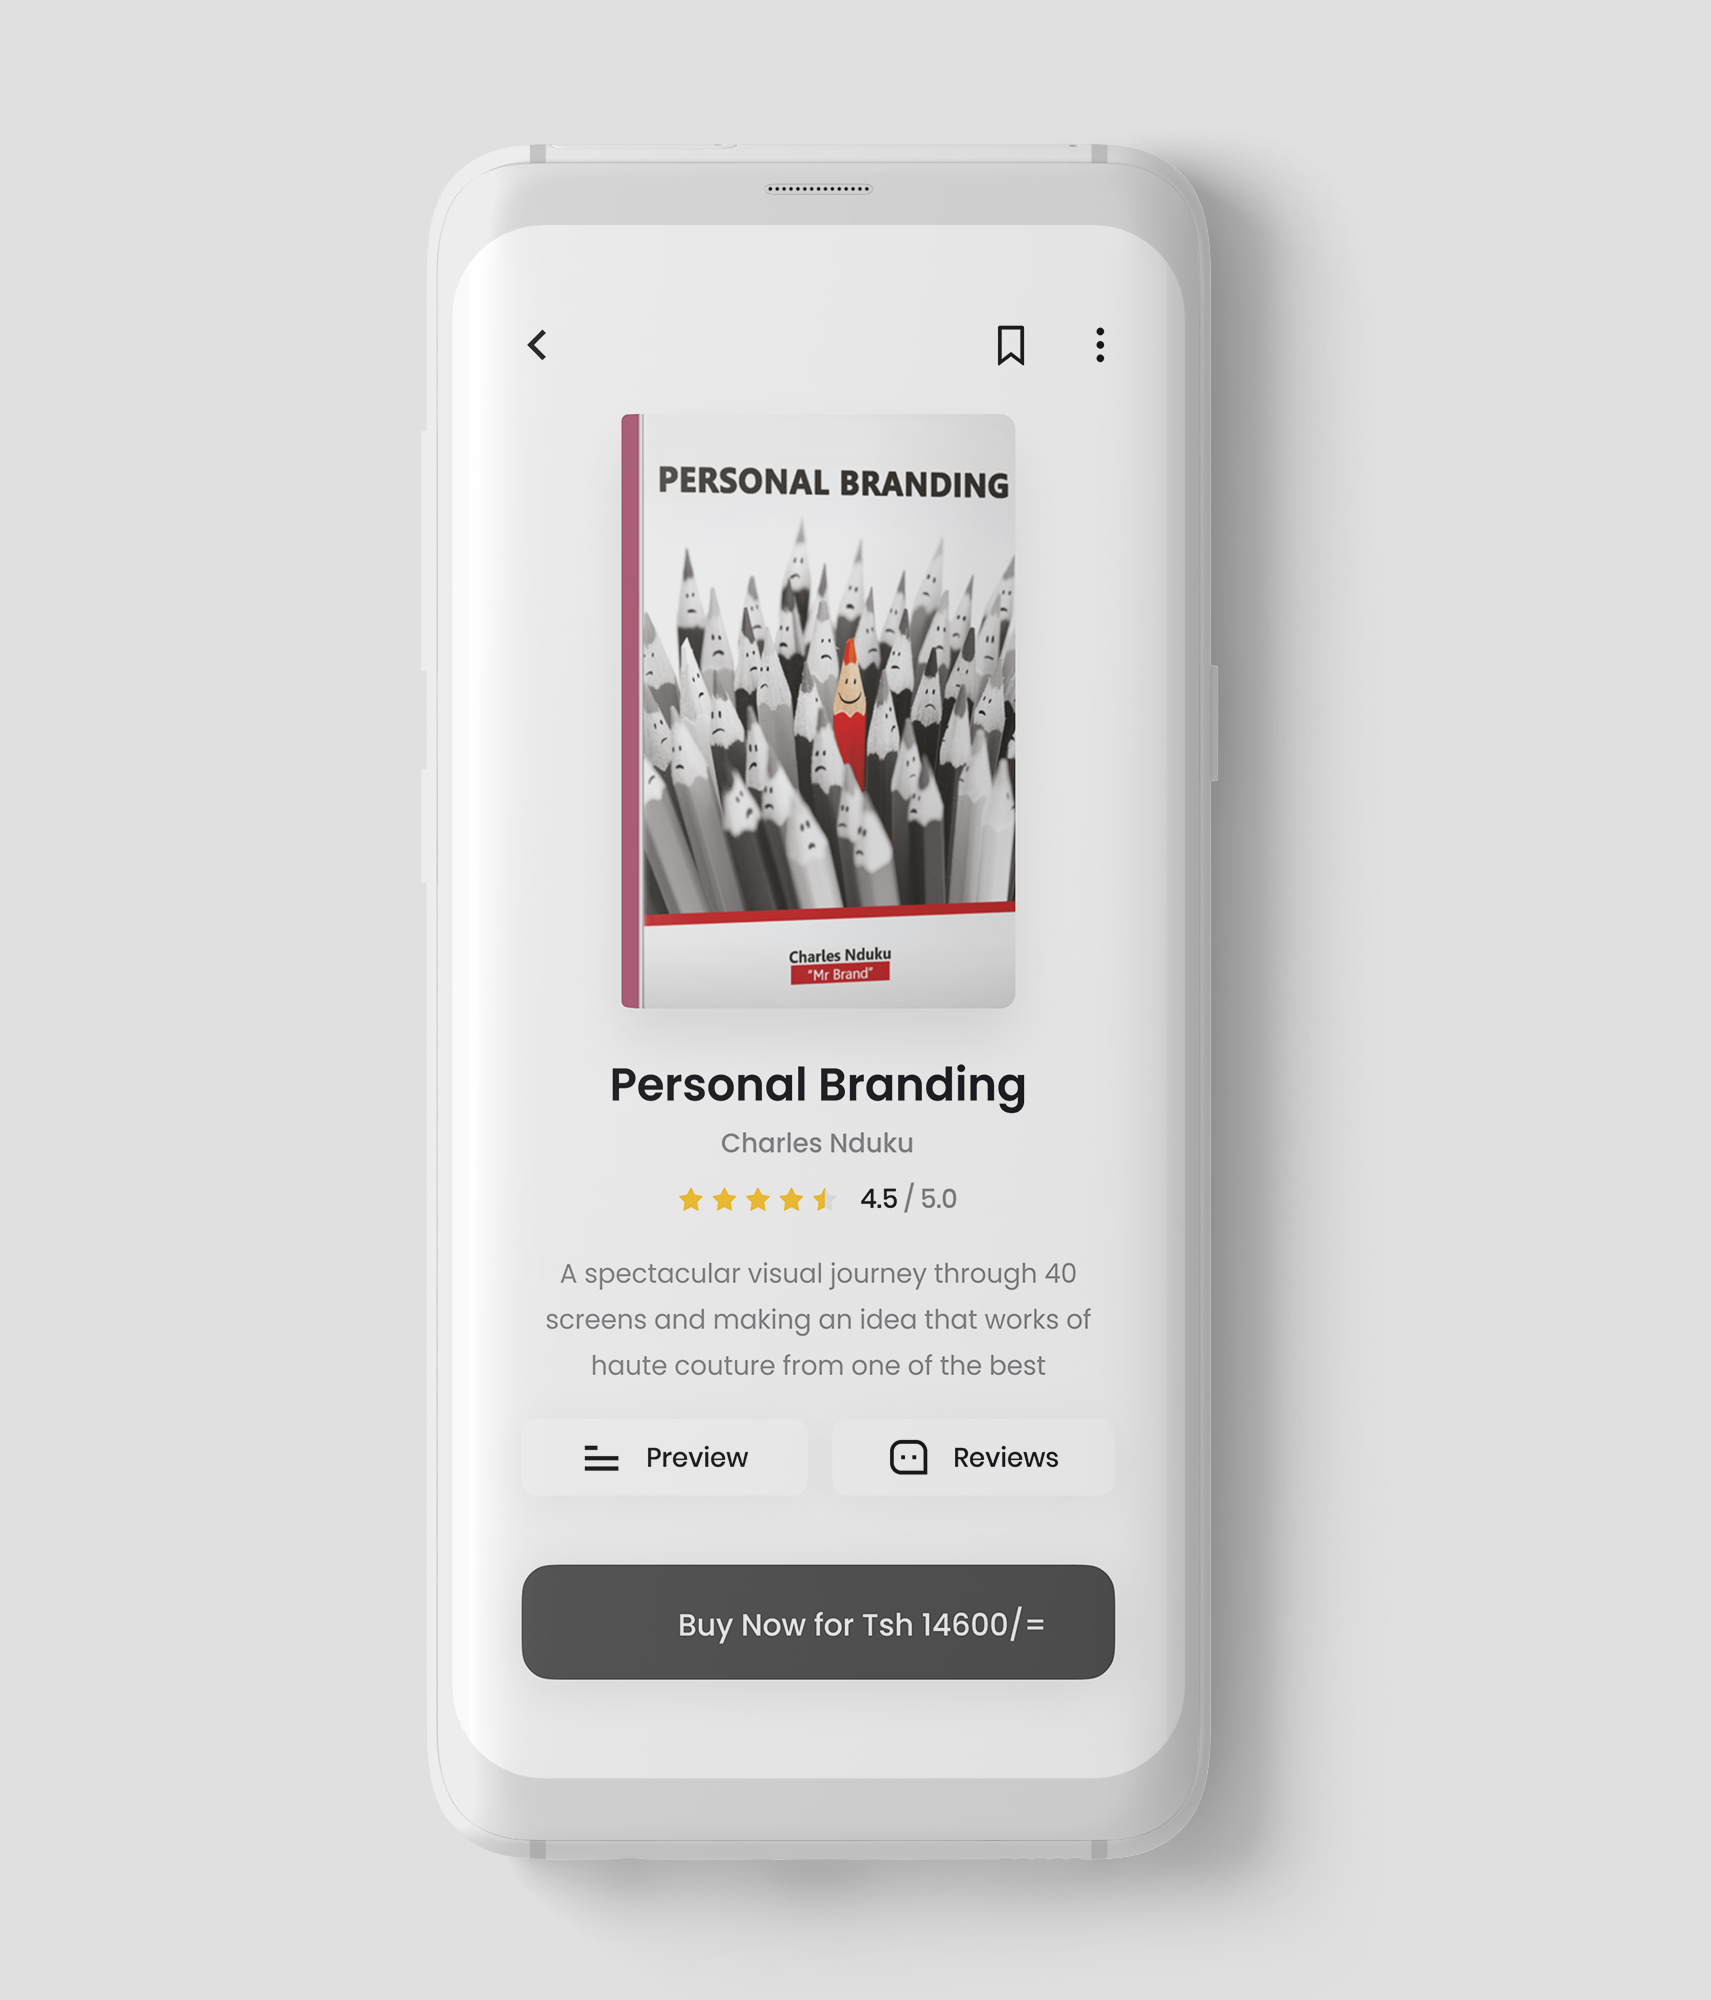 PERSONAL BRANDING
Charles Nduku
"Mr Brand"
Personal Branding
Charles Nduku
4.5 / 5.0
A spectacular visual journey through 40
screens and making an idea that works of
haute couture from one of the best
Preview
Reviews
Buy Now for Tsh 14600/=